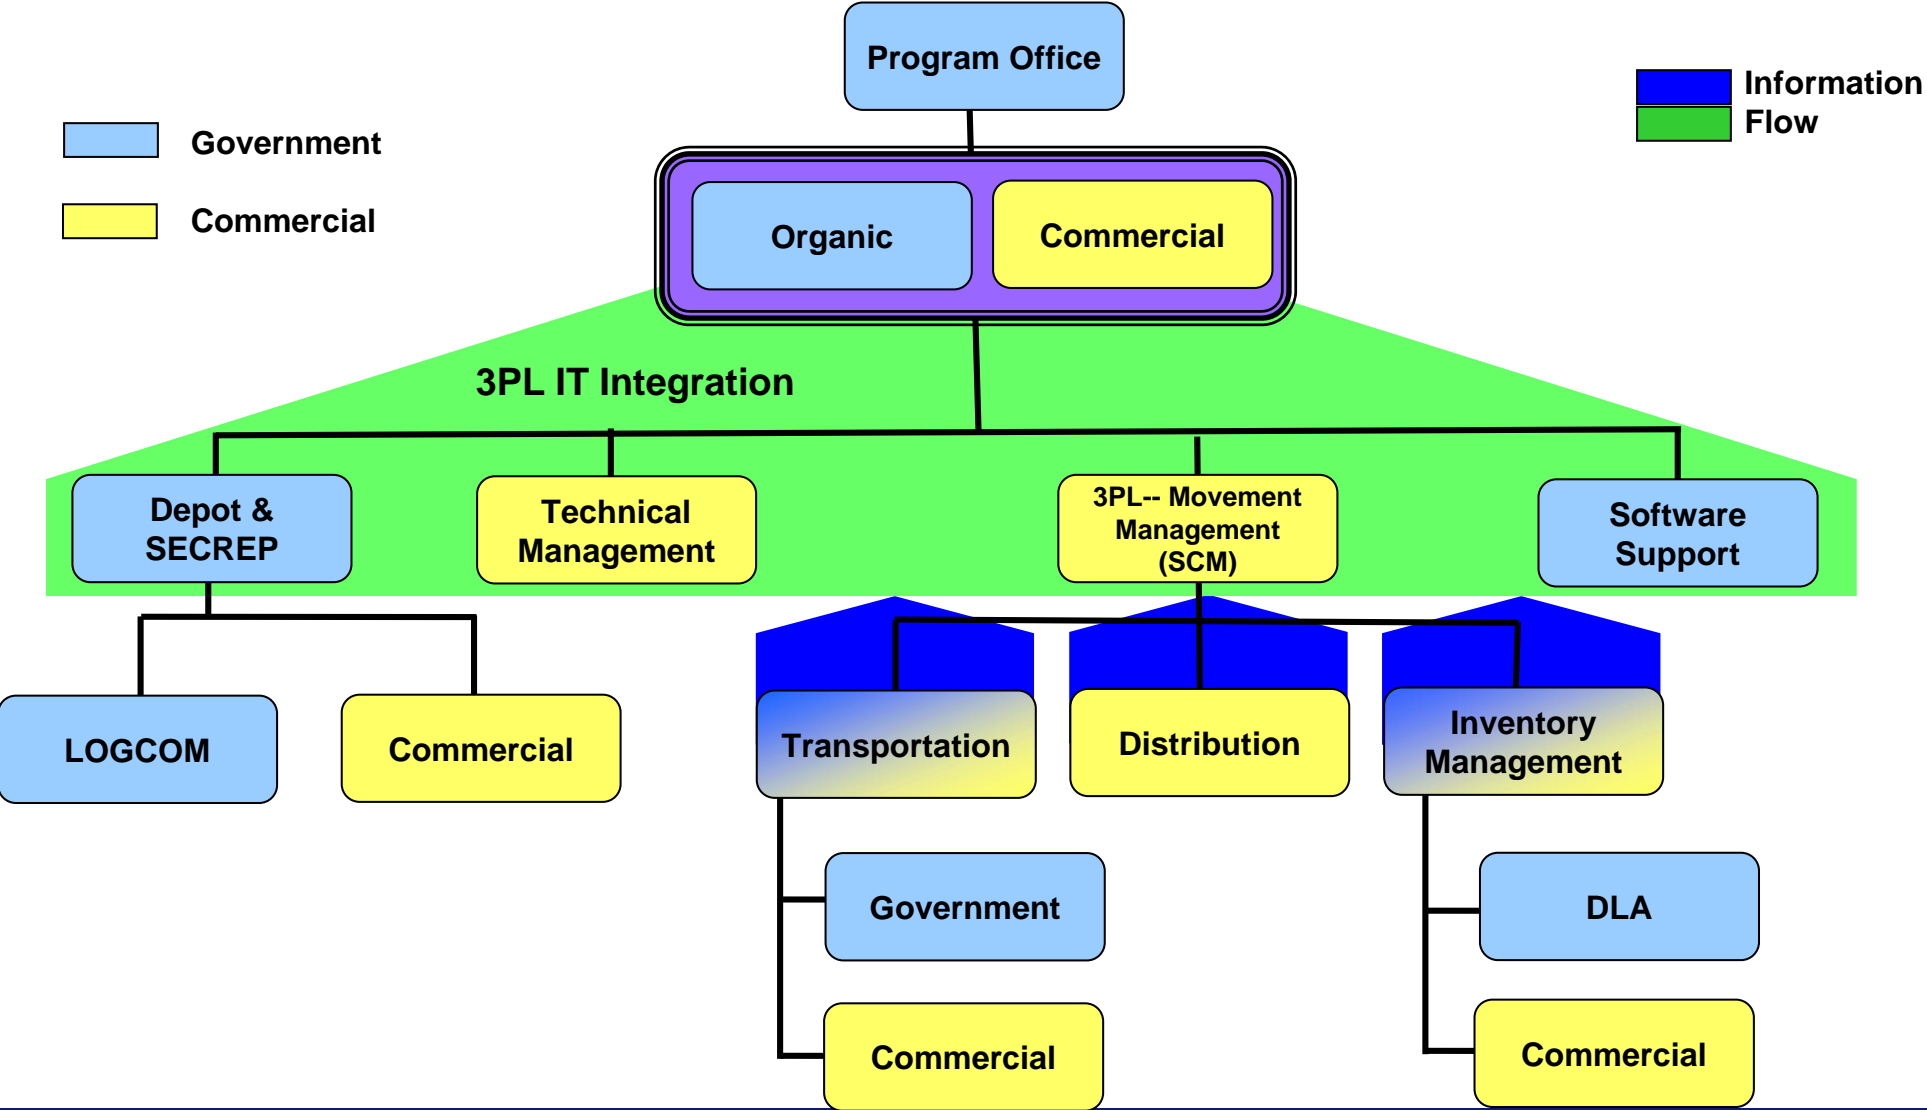 Program Office
Information
Flow
Government
Commercial
Organic
Commercial
3PL IT Integration
Depot &
SECREP
Technical
Management
3PL-- Movement
Management
(SCM)
Software
Support
LOGCOM
Commercial
Transportation
Distribution
Inventory
Management
Government
DLA
Commercial
Commercial